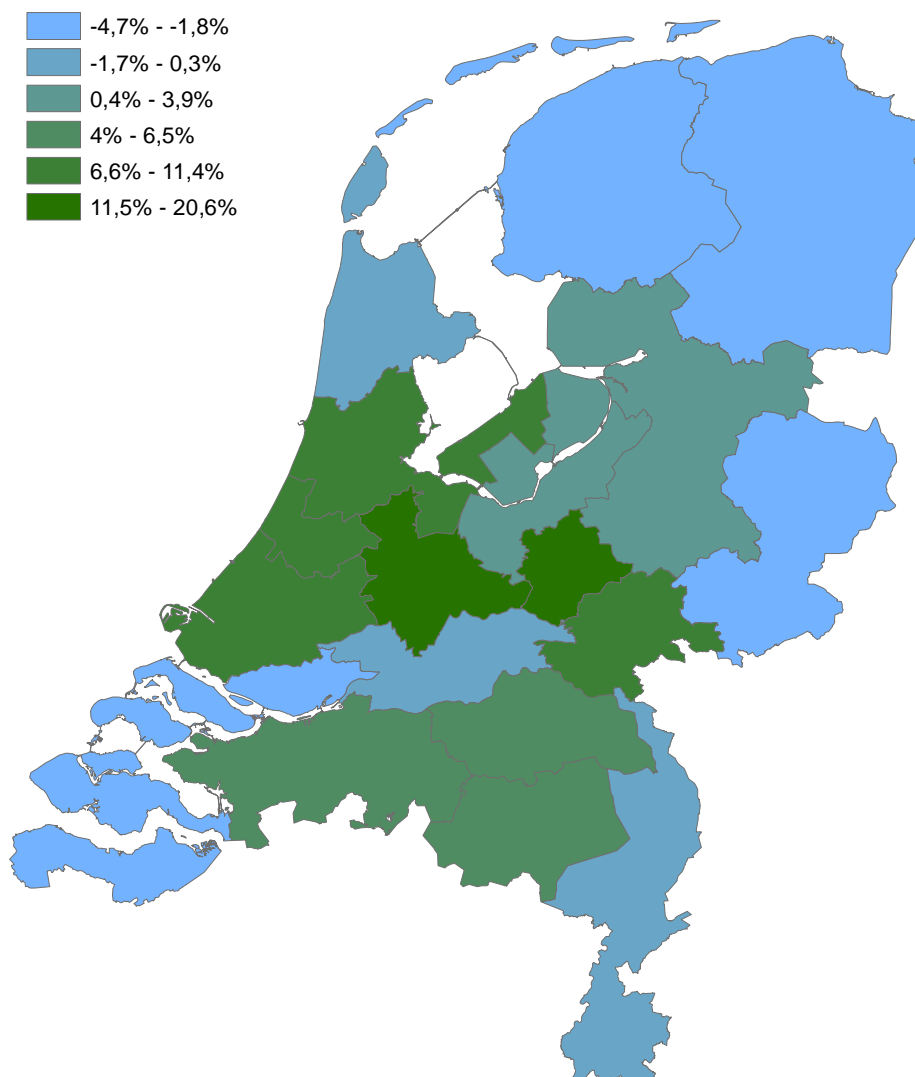 -4,7% - -1,8%
-1,7% - 0,3%
0,4% - 3,9%
4% - 6,5%
6,6% - 11,4%
11,5% - 20,6%